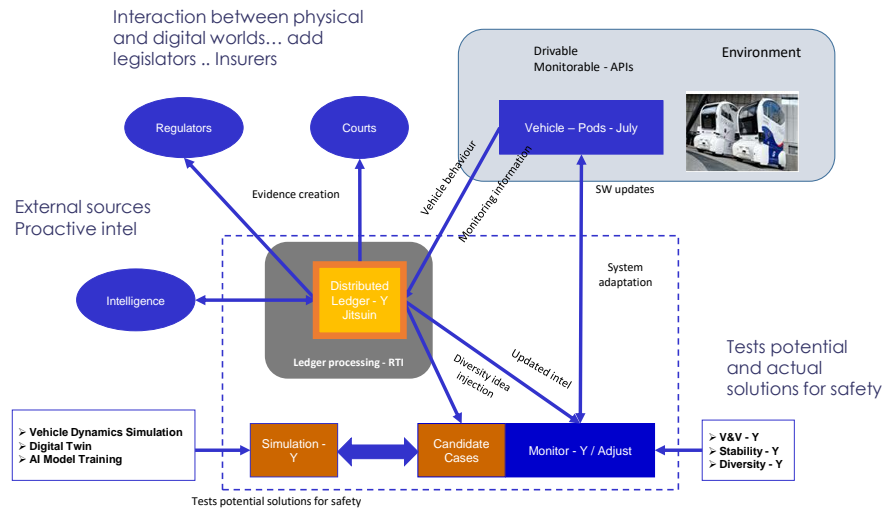 Interaction between physical
and digital worlds… add
legislators .. Insurers
Drivable
Monitorable - APIs
Environment
Regulators
Courts
Vehicle – Pods - July
Evidence creation
Vehicle behaviour
Monitoring information
SW updates
External sources
Proactive intel
Intelligence
Distributed
Ledger - Y
Jitsuin
System
adaptation
Ledger processing - RTI
Diversity idea
injection
Updated intel
Tests potential
and actual
solutions for safety
➢ Vehicle Dynamics Simulation
➢ Digital Twin
➢ AI Model Training
Simulation -
Y
Candidate
Cases
Monitor - Y / Adjust
➢ V&V - Y
➢ Stability - Y
➢ Diversity - Y
Tests potential solutions for safety